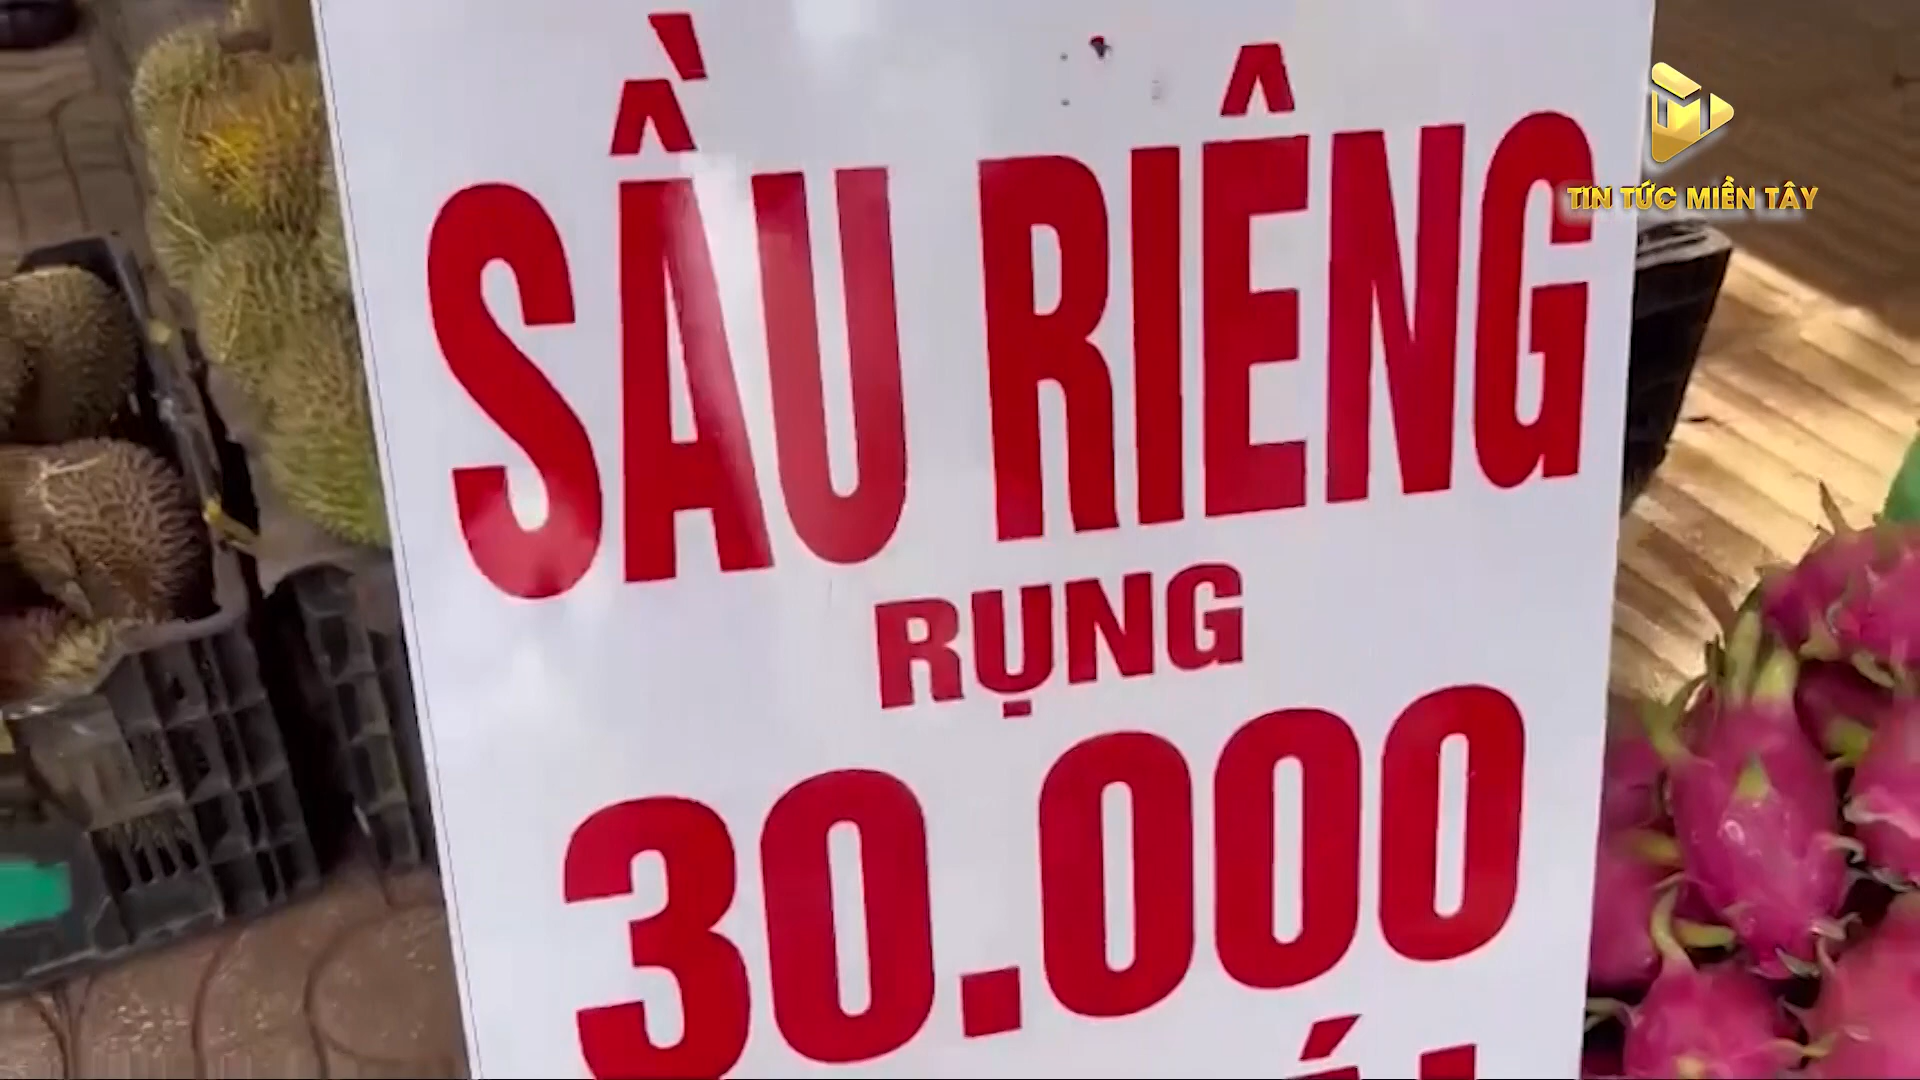 SẦU RIÊNG
TIN TỨC MIỀN TÂY
RỤNG
30.000